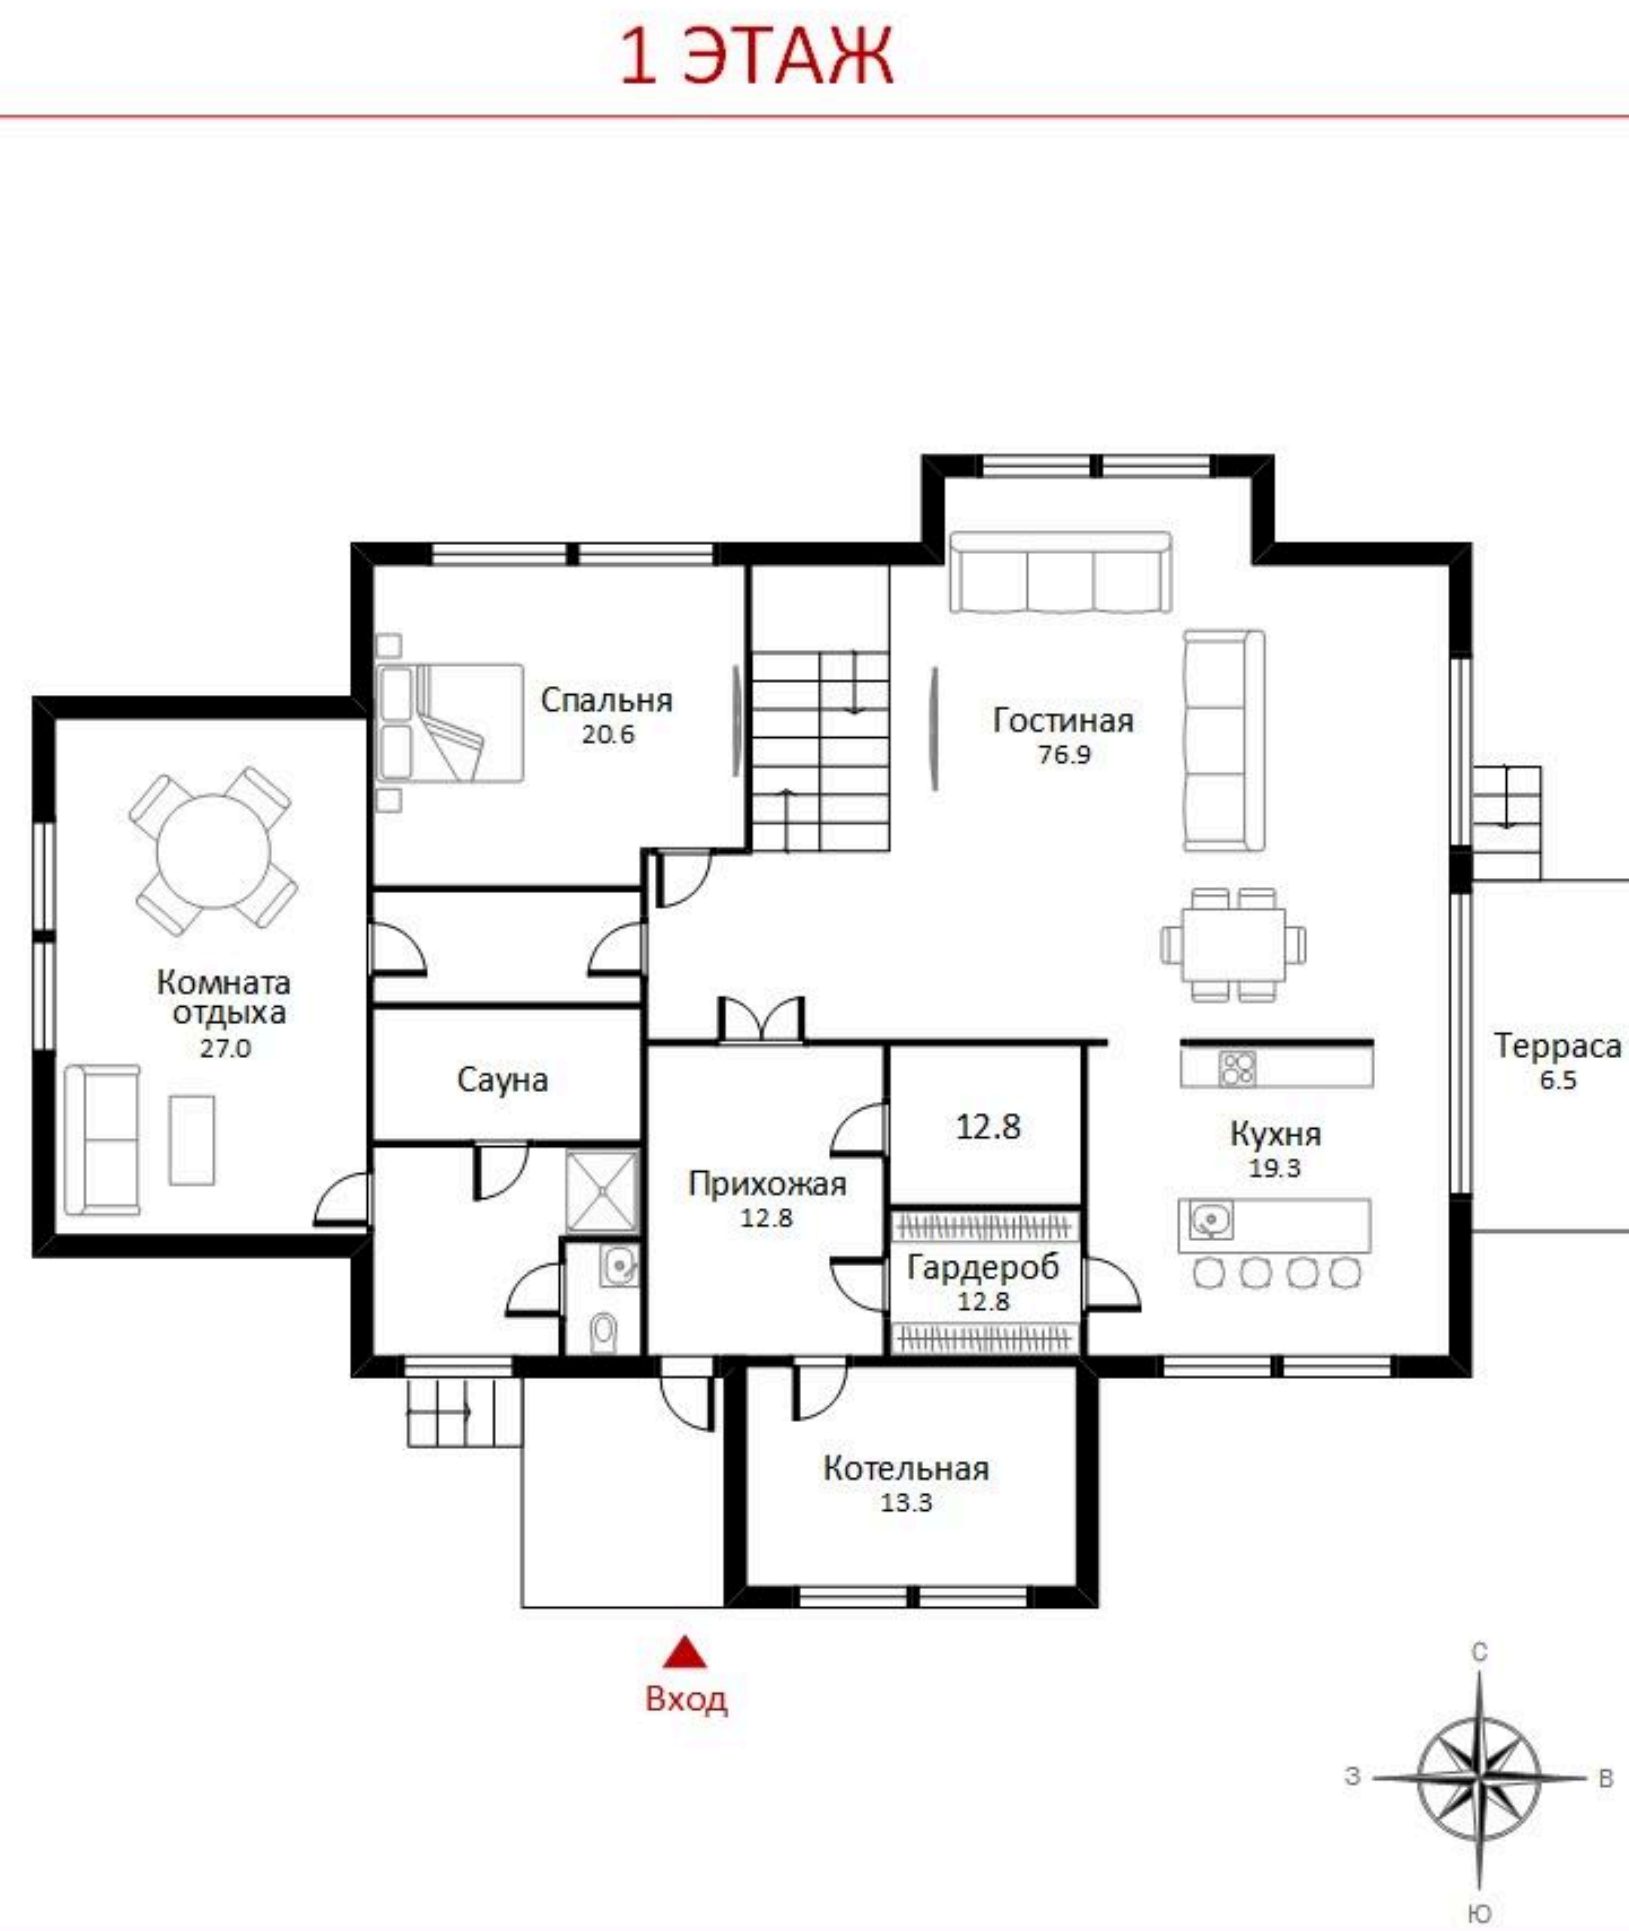 1 ЭТАЖ
Спальня
20.6
Гостиная
76.9
Комната
отдыха
27.0
Сауна
Терраса
6.5
12.8
Кухня
19.3
Прихожая
12.8
Гардероб
12.8
Котельная
13.3
Вход
С
З
В
Ю